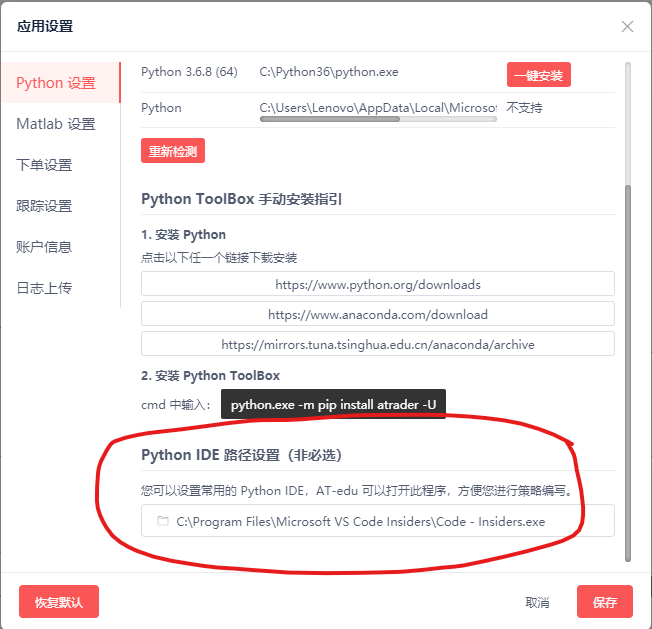 应用设置
Python 设置
Matlab 设置
下单设置
跟踪设置
账户信息
日志上传
Python 3.6.8 (64) C:\Python36\python.exe 一键安装
Python C:\Users\Lenovo\AppData\Local\Microsof 不支持
重新检测
Python ToolBox 手动安装指引
1. 安装 Python
点击以下任一个链接下载安装
https://www.python.org/downloads
https://www.anaconda.com/download
https://mirrors.tuna.tsinghua.edu.cn/anaconda/archive
2. 安装 Python ToolBox
cmd 中输入： python.exe -m pip install atrader -U
Python IDE 路径设置（非必选）
您可以设置常用的 Python IDE，AT-edu 可以打开此程序，方便您进行策略编写。
C:\Program Files\Microsoft VS Code Insiders\Code - Insiders.exe
恢复默认 取消 保存